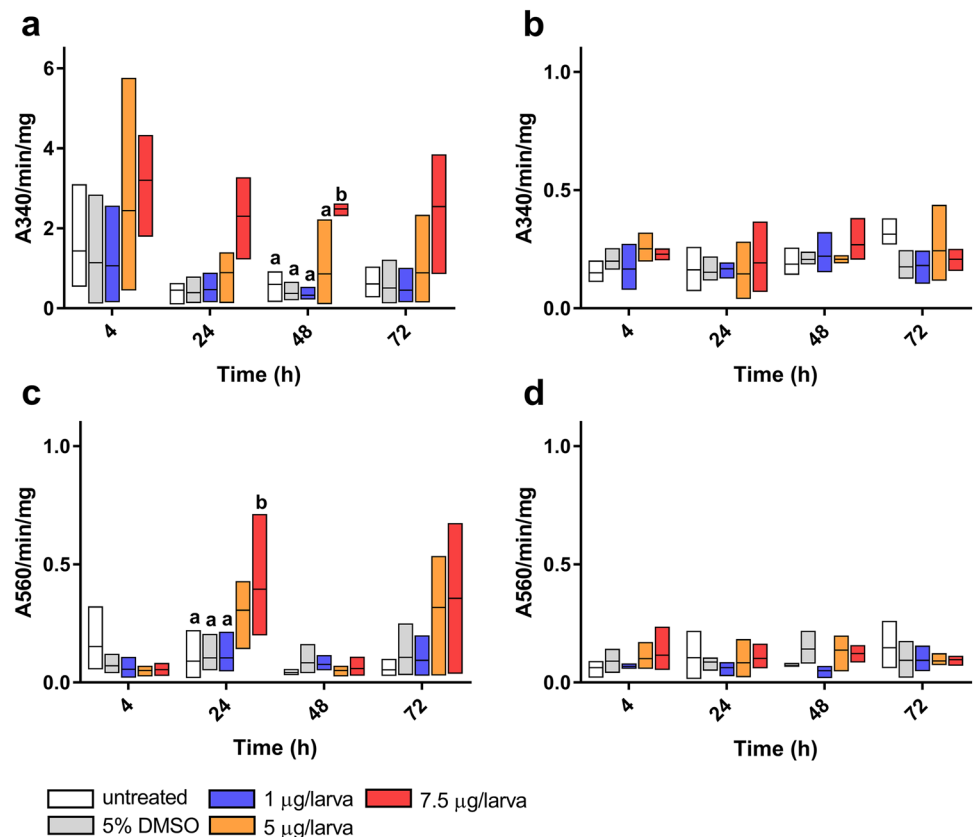 a
A340/min/mg
6
4
2
0
a
a
a
a
b
4
24
48
72
Time (h)
b
A340/min/mg
1.0
0.5
0.0
4
24
48
72
Time (h)
c
A560/min/mg
1.0
0.5
0.0
a a a
b
4
24
48
72
Time (h)
d
A560/min/mg
1.0
0.5
0.0
4
24
48
72
Time (h)
untreated
5% DMSO
1 μg/larva
5 μg/larva
7.5 μg/larva